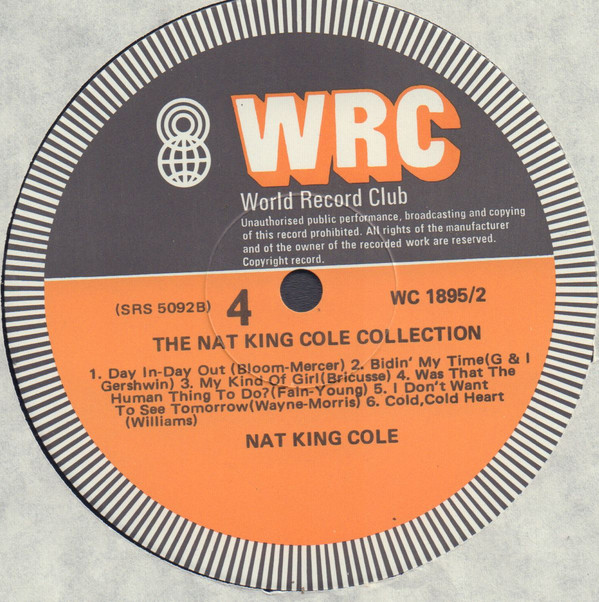 WRC
World Record Club
Unauthorised public performance, broadcasting and copying
of this record prohibited. All rights of the manufacturer
and of the owner of the recorded work are reserved.
Copyright record.
(SRS 5092B) 4 WC 1895/2
THE NAT KING COLE COLLECTION
1. Day In-Day Out (Bloom-Mercer) 2. Bidin' My Time(G & I
Gershwin) 3. My Kind Of Girl(Bricusse) 4. Was That The
Human Thing To Do?(Fain-Young) 5. I Don't Want
To See Tomorrow(Wayne-Morris) 6. Cold,Cold Heart
(Williams)
NAT KING COLE